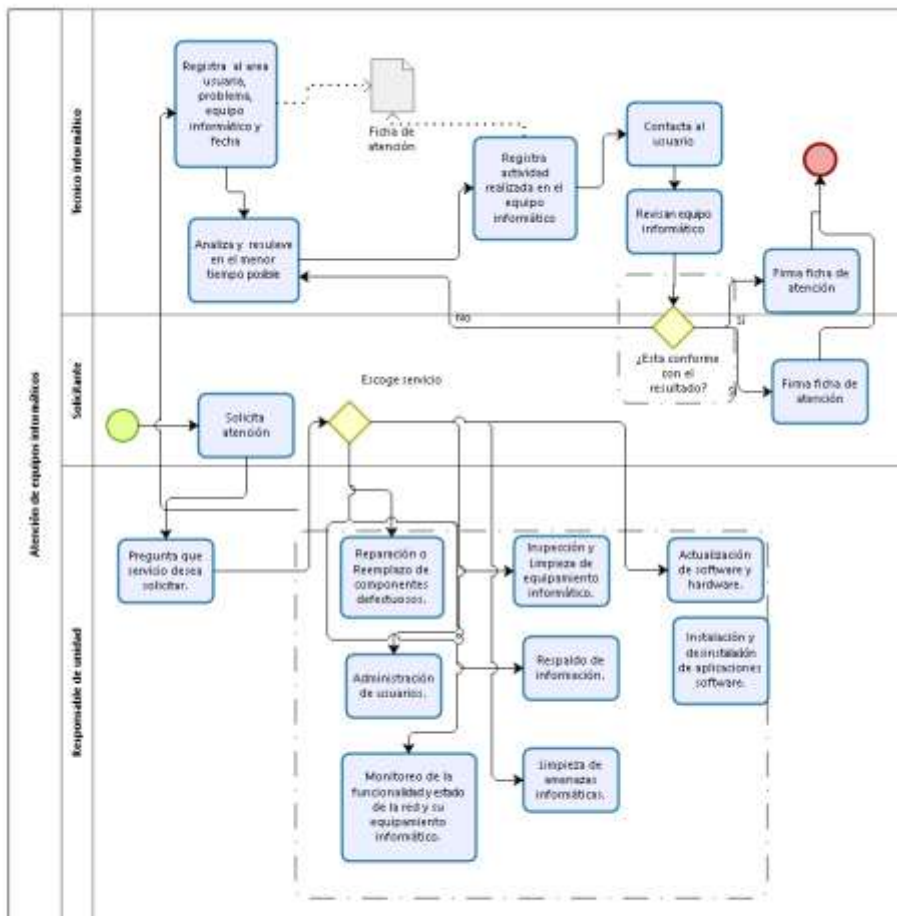 Atención de equipos informáticos
Tecnico informático
Registra al area
usuaria,
problema,
equipo
informático y
fecha
Ficha de
atención
Analiza y resuleve
en el menor
tiempo posible
Registra
actividad
realizada en el
equipo
informático
Contacta al
usuario
Revisan equipo
informático
Firma ficha de
atención
Solicitante
No
Si
¿Esta conforme
con el
resultado?
Firma ficha de
atención
Escoge servicio
Solicita
atención
Responsable de unidad
Pregunta que
servicio desea
solicitar.
Reparación o
Reemplazo de
componentes
defectuosos.
Inspección y
Limpieza de
equipamiento
informático.
Actualización
de software y
hardware.
Administración
de usuarios.
Respaldo de
información.
Instalación y
desinstalación
de aplicaciones
software.
Monitoreo de la
funcionalidad y estado
de la red y su
equipamiento
informático.
Limpieza de
amenazas
informáticas.